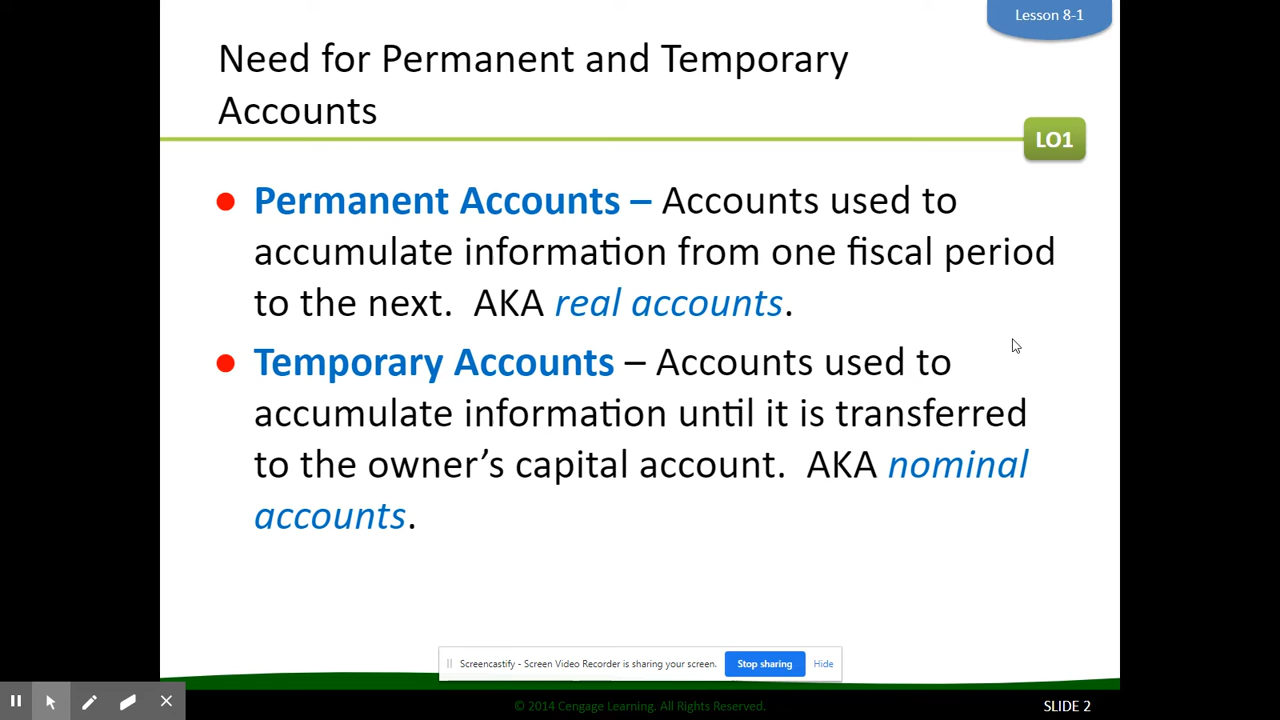 Lesson 8-1
Need for Permanent and Temporary
Accounts
LO1
Permanent Accounts – Accounts used to
accumulate information from one fiscal period
to the next.  AKA real accounts.
Temporary Accounts – Accounts used to
accumulate information until it is transferred
to the owner’s capital account.  AKA nominal
accounts.
Screencastify - Screen Video Recorder is sharing your screen. Stop sharing Hide
© 2014 Cengage Learning. All Rights Reserved.
SLIDE 2